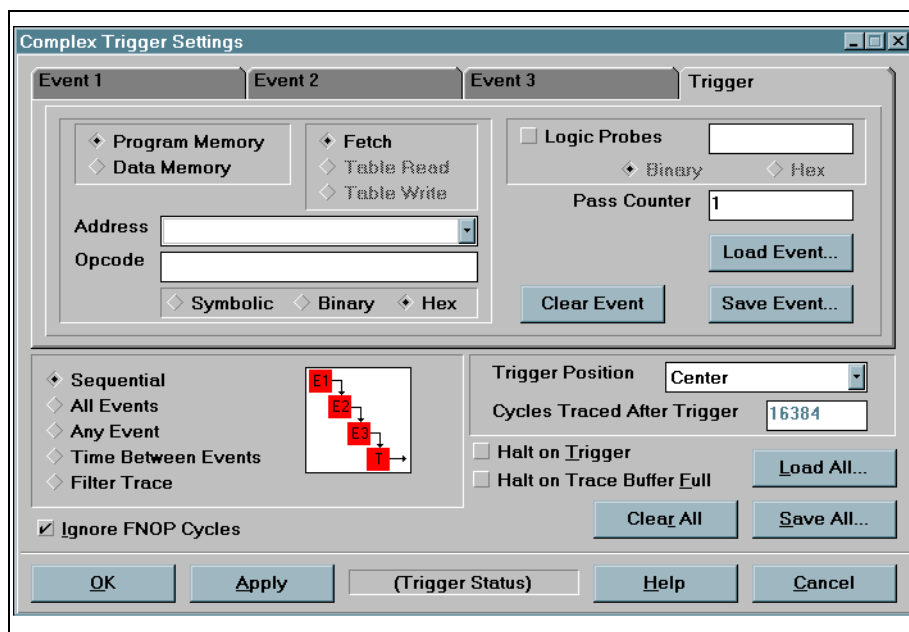 Complex Trigger Settings
Event 1
Event 2
Event 3
Trigger
Program Memory
Data Memory
Fetch
Table Read
Table Write
Address
Opcode
Symbolic
Binary
Hex
Logic Probes
Binary
Hex
Pass Counter 1
Load Event...
Clear Event
Save Event...
Sequential
All Events
Any Event
Time Between Events
Filter Trace
E1
E2
E3
T
Ignore FNOP Cycles
Trigger Position Center
Cycles Traced After Trigger 16384
Halt on Trigger
Halt on Trace Buffer Full
Load All...
Clear All
Save All...
OK
Apply
(Trigger Status)
Help
Cancel